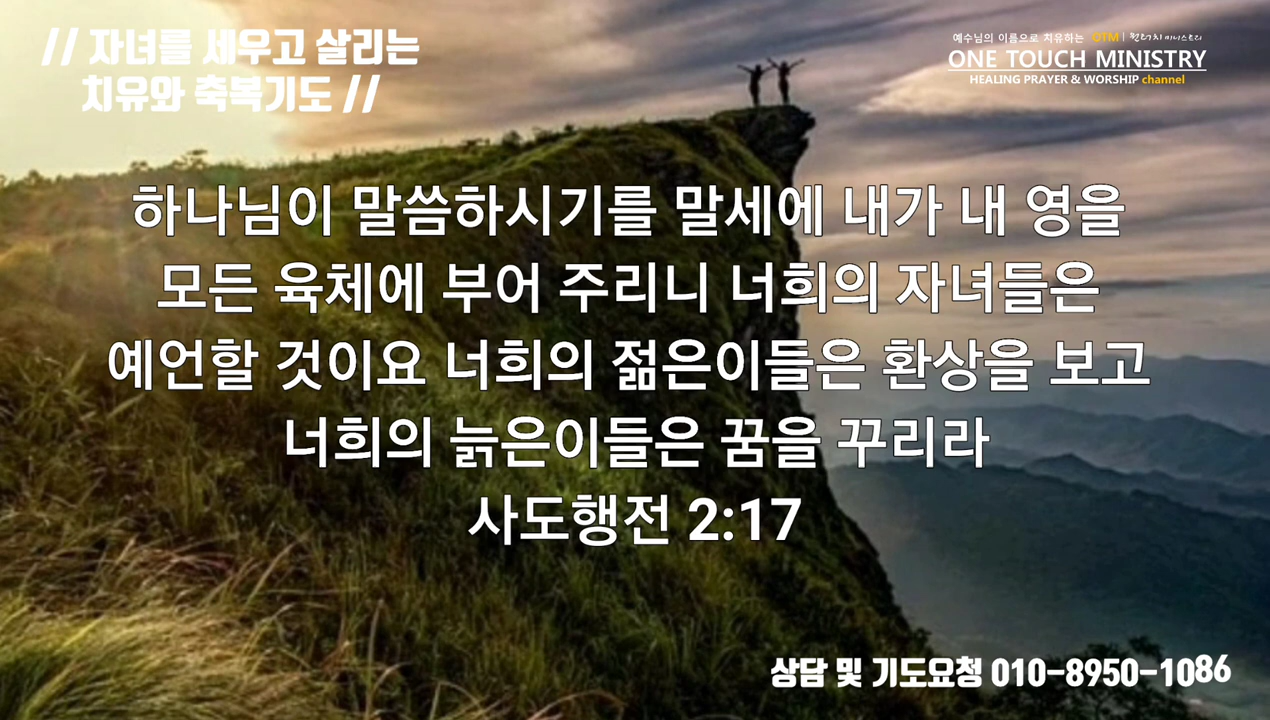 // 자녀를 세우고 살리는
치유와 축복기도 //
예수님의 이름으로 치유하는 OTM | 원터치 미니스트리
ONE TOUCH MINISTRY
HEALING PRAYER & WORSHIP channel
하나님이 말씀하시기를 말세에 내가 내 영을
모든 육체에 부어 주리니 너희의 자녀들은
예언할 것이요 너희의 젊은이들은 환상을 보고
너희의 늙은이들은 꿈을 꾸리라
사도행전 2:17
상담 및 기도요청 010-8950-1086